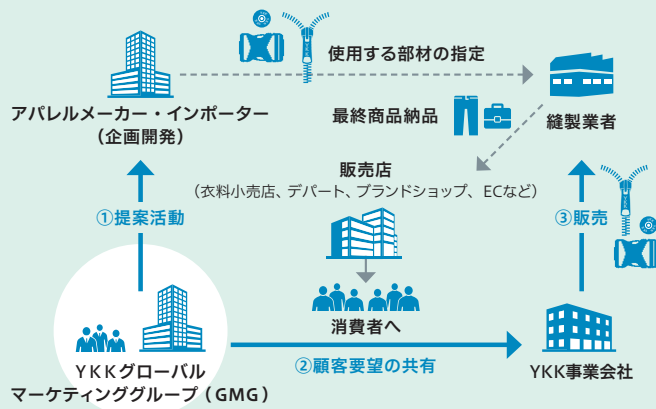 使用する部材の指定
アパレルメーカー・インポーター
（企画開発）
最終商品納品
縫製業者
販売店
（衣料小売店、デパート、ブランドショップ、ECなど）
①提案活動
③販売
消費者へ
②顧客要望の共有
YKKグローバル
マーケティンググループ（GMG）
YKK事業会社